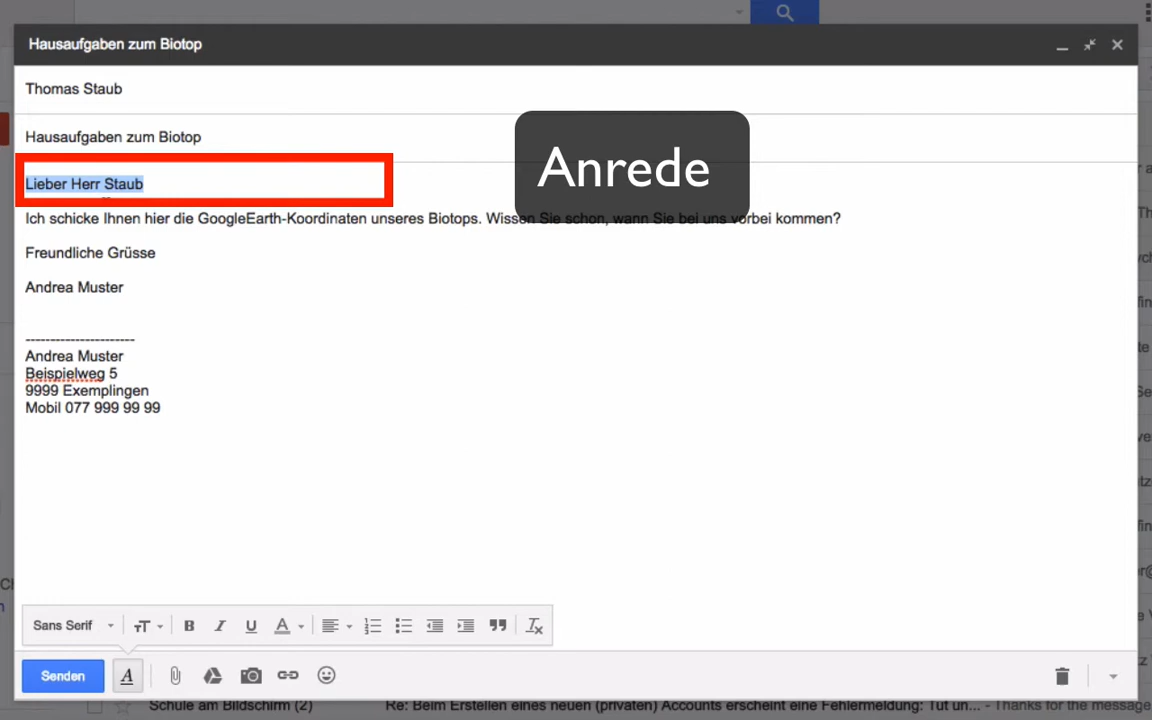 Hausaufgaben zum Biotop
Thomas Staub
Hausaufgaben zum Biotop
Anrede
Lieber Herr Staub
Ich schicke Ihnen hier die GoogleEarth-Koordinaten unseres Biotops. Wissen Sie schon, wann Sie bei uns vorbei kommen?
Freundliche Grüsse
Andrea Muster
----------------------
Andrea Muster
Beispielweg 5
9999 Exemplingen
Mobil 077 999 99 99
Sans Serif
Senden
Schule am Bildschirm (2) Re: Beim Erstellen eines neuen (privaten) Accounts erscheint eine Fehlermeldung: Tut un... - Thanks for the message